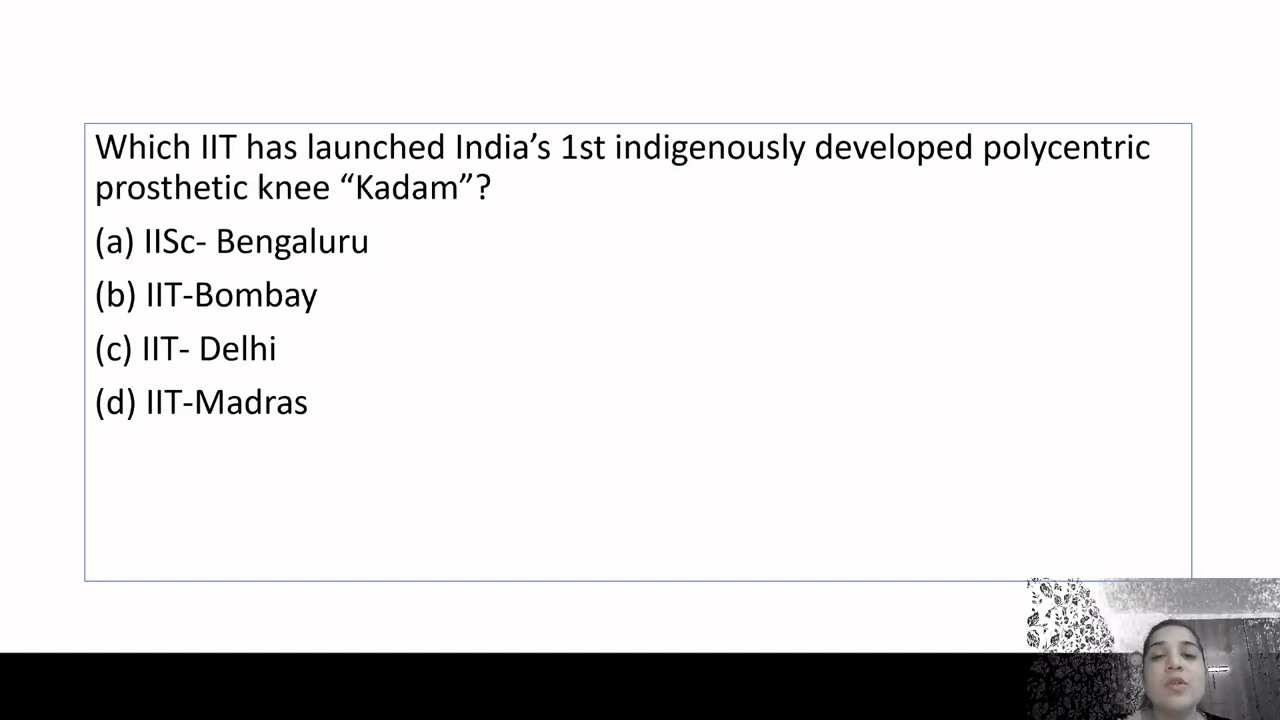 Which IIT has launched India’s 1st indigenously developed polycentric
prosthetic knee “Kadam”?
(a) IISc- Bengaluru
(b) IIT-Bombay
(c) IIT- Delhi
(d) IIT-Madras